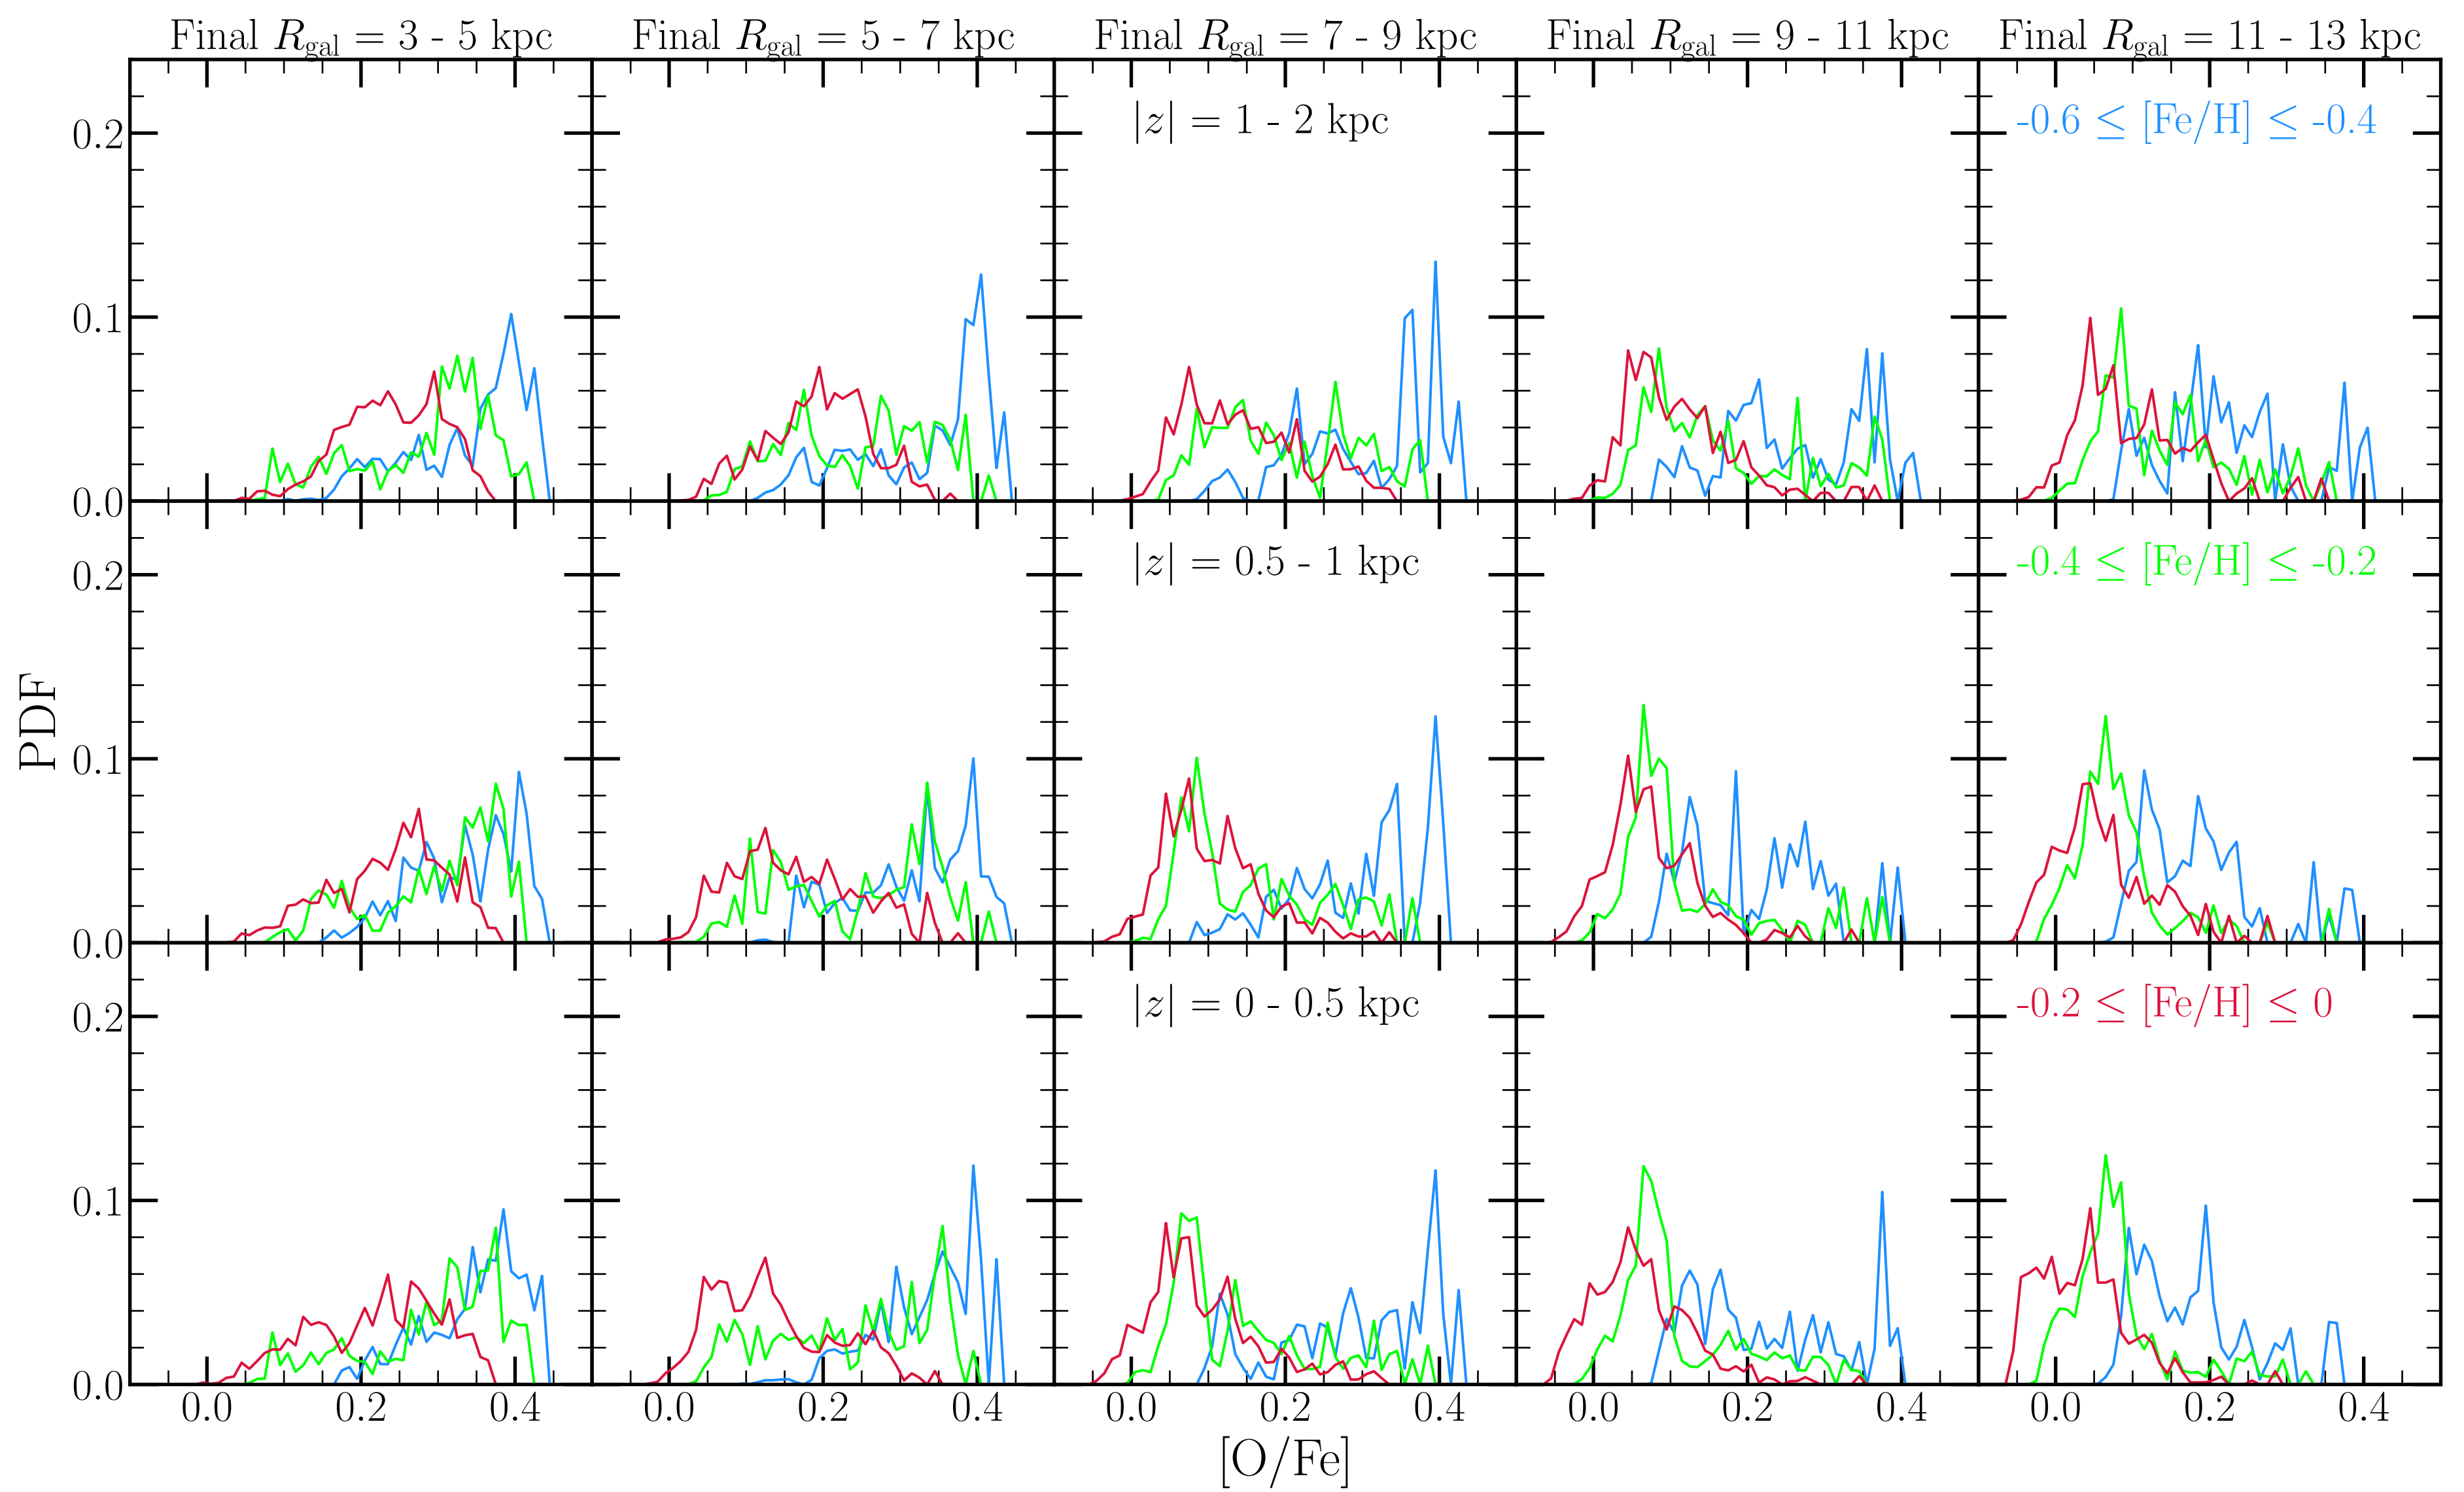 Final R_gal = 3 - 5 kpc
Final R_gal = 5 - 7 kpc
Final R_gal = 7 - 9 kpc
Final R_gal = 9 - 11 kpc
Final R_gal = 11 - 13 kpc
|z| = 1 - 2 kpc
-0.6 ≤ [Fe/H] ≤ -0.4
0.2
0.1
0.0
|z| = 0.5 - 1 kpc
-0.4 ≤ [Fe/H] ≤ -0.2
0.2
0.1
0.0
PDF
|z| = 0 - 0.5 kpc
-0.2 ≤ [Fe/H] ≤ 0
0.2
0.1
0.0
0.0 0.2 0.4
0.0 0.2 0.4
0.0 0.2 0.4
0.0 0.2 0.4
0.0 0.2 0.4
[O/Fe]